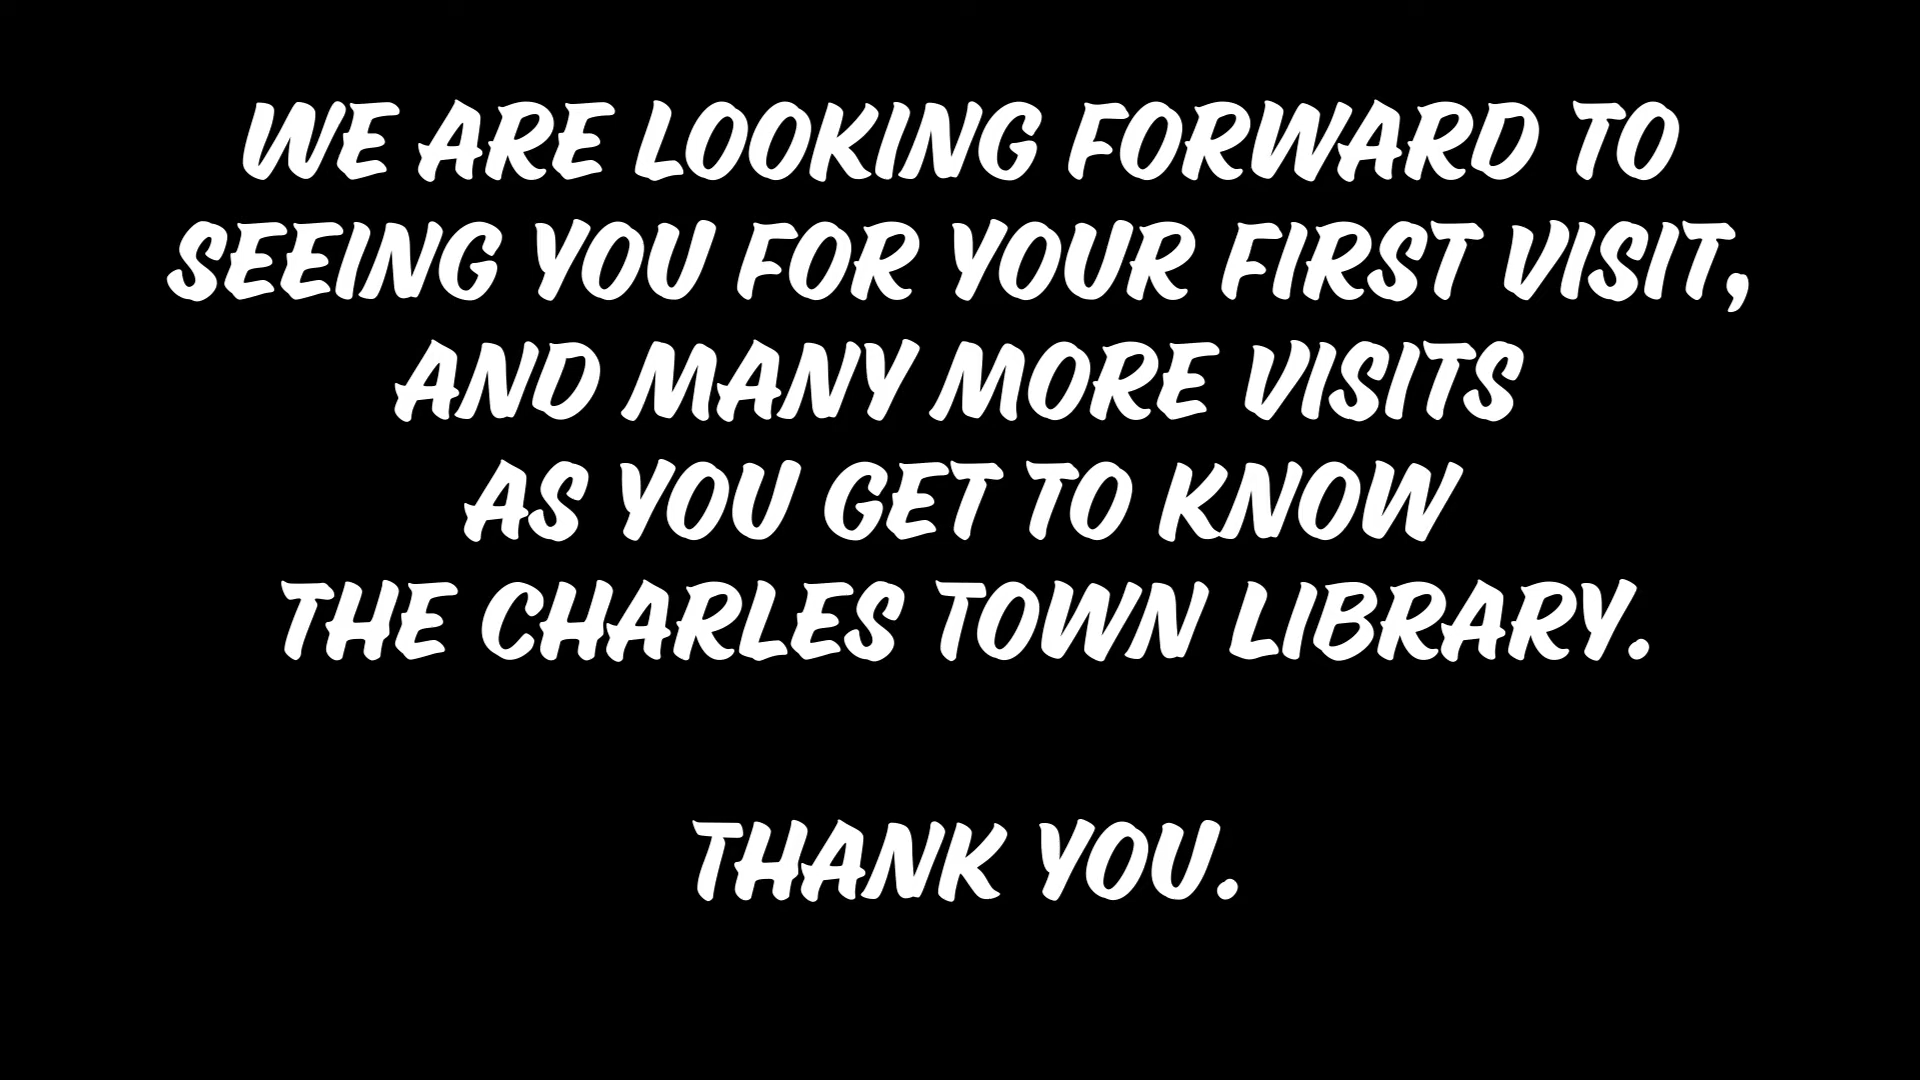 WE ARE LOOKING FORWARD TO
SEEING YOU FOR YOUR FIRST VISIT,
AND MANY MORE VISITS
AS YOU GET TO KNOW
THE CHARLES TOWN LIBRARY.
THANK YOU.